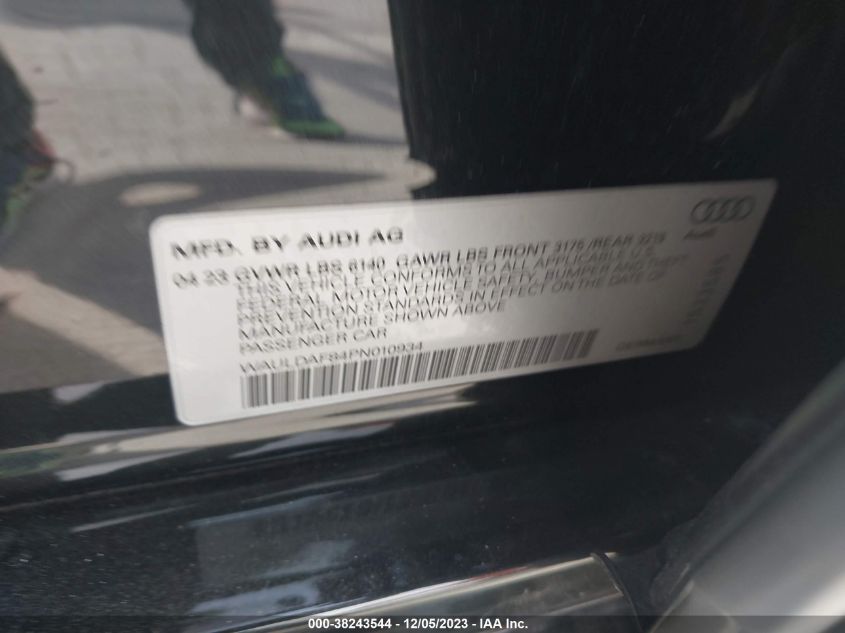 MFD. BY AUDI AG
Audi
04 23 GVWR LBS 6140 GAWR LBS FRONT 3175 /REAR
THIS VEHICLE CONFORMS TO ALL APPLICABLE U.S.
FEDERAL MOTOR VEHICLE SAFETY, BUMPER AND THEFT
PREVENTION STANDARDS IN EFFECT ON THE DATE OF
MANUFACTURE SHOWN ABOVE
PASSENGER CAR
WAULDAF84PN010934
GERMANY
000-38243544 / 12/05/2023 - IAA Inc.